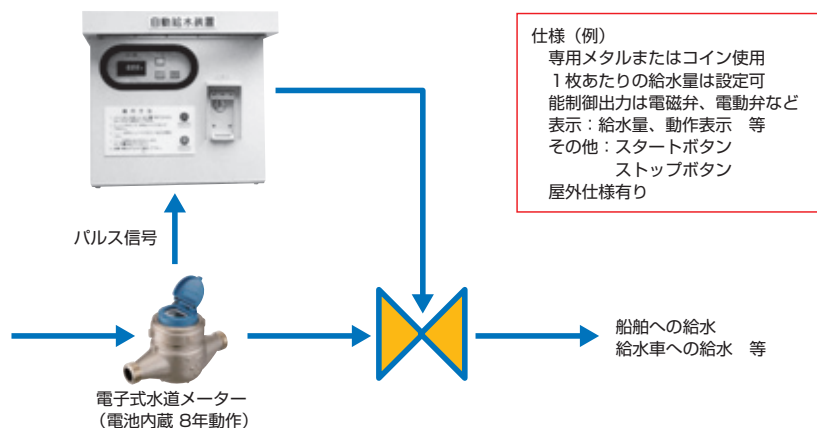 自動給水装置
仕様（例）
専用メタルまたはコイン使用
１枚あたりの給水量は設定可
能制御出力は電磁弁、電動弁など
表示：給水量、動作表示　等
その他：スタートボタン
ストップボタン
屋外仕様有り
パルス信号
船舶への給水
給水車への給水　等
電子式水道メーター
（電池内蔵 8年動作）